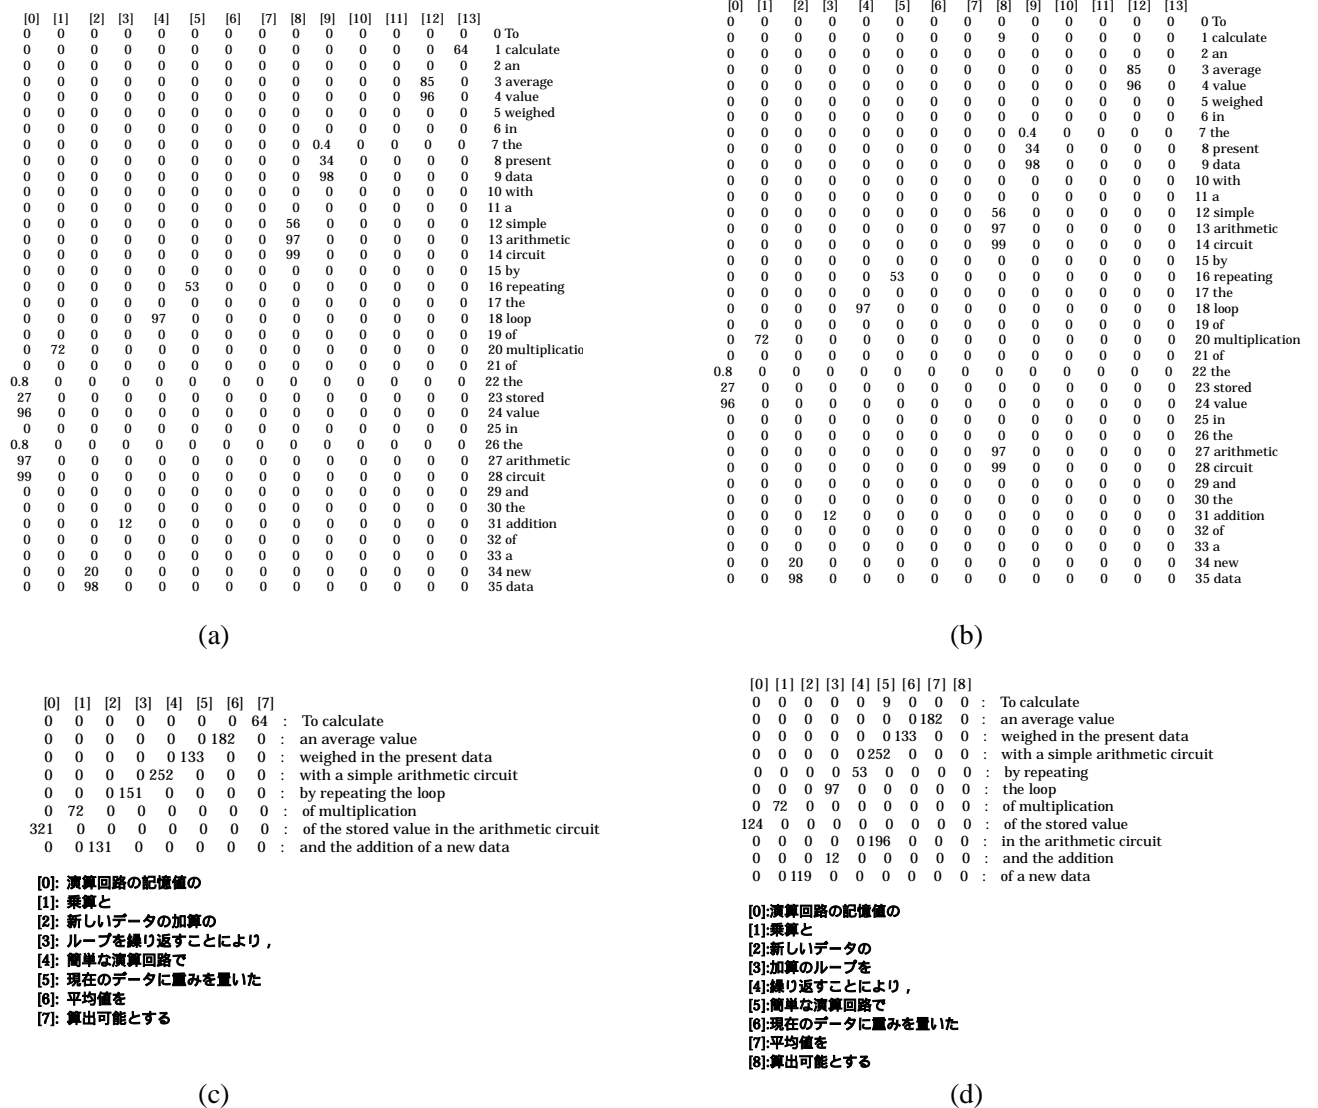 [0] [1] [2] [3] [4] [5] [6] [7] [8] [9] [10] [11] [12] [13]
0 0 0 0 0 0 0 0 0 0 0 0 0 0 0 To
0 0 0 0 0 0 0 0 0 0 0 0 0 64 1 calculate
0 0 0 0 0 0 0 0 0 0 0 0 0 0 2 an
0 0 0 0 0 0 0 0 0 0 0 0 85 0 3 average
0 0 0 0 0 0 0 0 0 0 0 0 96 0 4 value
0 0 0 0 0 0 0 0 0 0 0 0 0 0 5 weighed
0 0 0 0 0 0 0 0 0 0 0 0 0 0 6 in
0 0 0 0 0 0 0 0 0 0.4 0 0 0 0 7 the
0 0 0 0 0 0 0 0 0 34 0 0 0 0 8 present
0 0 0 0 0 0 0 0 0 98 0 0 0 0 9 data
0 0 0 0 0 0 0 0 0 0 0 0 0 0 10 with
0 0 0 0 0 0 0 0 0 0 0 0 0 0 11 a
0 0 0 0 0 0 0 0 56 0 0 0 0 0 12 simple
0 0 0 0 0 0 0 0 97 0 0 0 0 0 13 arithmetic
0 0 0 0 0 0 0 0 99 0 0 0 0 0 14 circuit
0 0 0 0 0 0 0 0 0 0 0 0 0 0 15 by
0 0 0 0 0 53 0 0 0 0 0 0 0 0 16 repeating
0 0 0 0 0 0 0 0 0 0 0 0 0 0 17 the
0 0 0 0 97 0 0 0 0 0 0 0 0 0 18 loop
0 0 0 0 0 0 0 0 0 0 0 0 0 0 19 of
0 72 0 0 0 0 0 0 0 0 0 0 0 0 20 multiplicatio
0 0 0 0 0 0 0 0 0 0 0 0 0 0 21 of
0.8 0 0 0 0 0 0 0 0 0 0 0 0 0 22 the
27 0 0 0 0 0 0 0 0 0 0 0 0 0 23 stored
96 0 0 0 0 0 0 0 0 0 0 0 0 0 24 value
0 0 0 0 0 0 0 0 0 0 0 0 0 0 25 in
0.8 0 0 0 0 0 0 0 0 0 0 0 0 0 26 the
97 0 0 0 0 0 0 0 0 0 0 0 0 0 27 arithmetic
99 0 0 0 0 0 0 0 0 0 0 0 0 0 28 circuit
0 0 0 0 0 0 0 0 0 0 0 0 0 0 29 and
0 0 0 0 0 0 0 0 0 0 0 0 0 0 30 the
0 0 0 12 0 0 0 0 0 0 0 0 0 0 31 addition
0 0 0 0 0 0 0 0 0 0 0 0 0 0 32 of
0 0 0 0 0 0 0 0 0 0 0 0 0 0 33 a
0 0 20 0 0 0 0 0 0 0 0 0 0 0 34 new
0 0 98 0 0 0 0 0 0 0 0 0 0 0 35 data
(a)
[0] [1] [2] [3] [4] [5] [6] [7] [8] [9] [10] [11] [12] [13]
0 0 0 0 0 0 0 0 0 0 0 0 0 0 0 To
0 0 0 0 0 0 0 0 9 0 0 0 0 0 1 calculate
0 0 0 0 0 0 0 0 0 0 0 0 0 0 2 an
0 0 0 0 0 0 0 0 0 0 0 0 85 0 3 average
0 0 0 0 0 0 0 0 0 0 0 0 96 0 4 value
0 0 0 0 0 0 0 0 0 0 0 0 0 0 5 weighed
0 0 0 0 0 0 0 0 0 0 0 0 0 0 6 in
0 0 0 0 0 0 0 0 0 0.4 0 0 0 0 7 the
0 0 0 0 0 0 0 0 0 34 0 0 0 0 8 present
0 0 0 0 0 0 0 0 0 98 0 0 0 0 9 data
0 0 0 0 0 0 0 0 0 0 0 0 0 0 10 with
0 0 0 0 0 0 0 0 0 0 0 0 0 0 11 a
0 0 0 0 0 0 0 0 56 0 0 0 0 0 12 simple
0 0 0 0 0 0 0 0 97 0 0 0 0 0 13 arithmetic
0 0 0 0 0 0 0 0 99 0 0 0 0 0 14 circuit
0 0 0 0 0 0 0 0 0 0 0 0 0 0 15 by
0 0 0 0 0 53 0 0 0 0 0 0 0 0 16 repeating
0 0 0 0 0 0 0 0 0 0 0 0 0 0 17 the
0 0 0 0 97 0 0 0 0 0 0 0 0 0 18 loop
0 0 0 0 0 0 0 0 0 0 0 0 0 0 19 of
0 72 0 0 0 0 0 0 0 0 0 0 0 0 20 multiplication
0 0 0 0 0 0 0 0 0 0 0 0 0 0 21 of
0.8 0 0 0 0 0 0 0 0 0 0 0 0 0 22 the
27 0 0 0 0 0 0 0 0 0 0 0 0 0 23 stored
96 0 0 0 0 0 0 0 0 0 0 0 0 0 24 value
0 0 0 0 0 0 0 0 0 0 0 0 0 0 25 in
0 0 0 0 0 0 0 0 0 0 0 0 0 0 26 the
0 0 0 0 0 0 0 0 97 0 0 0 0 0 27 arithmetic
0 0 0 0 0 0 0 0 99 0 0 0 0 0 28 circuit
0 0 0 0 0 0 0 0 0 0 0 0 0 0 29 and
0 0 0 0 0 0 0 0 0 0 0 0 0 0 30 the
0 0 0 12 0 0 0 0 0 0 0 0 0 0 31 addition
0 0 0 0 0 0 0 0 0 0 0 0 0 0 32 of
0 0 0 0 0 0 0 0 0 0 0 0 0 0 33 a
0 0 20 0 0 0 0 0 0 0 0 0 0 0 34 new
0 0 98 0 0 0 0 0 0 0 0 0 0 0 35 data
(b)
[0] [1] [2] [3] [4] [5] [6] [7]
0 0 0 0 0 0 0 64 : To calculate
0 0 0 0 0 0 182 0 : an average value
0 0 0 0 0 133 0 0 : weighed in the present data
0 0 0 0 252 0 0 0 : with a simple arithmetic circuit
0 0 0 151 0 0 0 0 : by repeating the loop
0 72 0 0 0 0 0 0 : of multiplication
321 0 0 0 0 0 0 0 : of the stored value in the arithmetic circuit
0 0 131 0 0 0 0 0 : and the addition of a new data
[0]: 演算回路の記憶値の
[1]: 乗算と
[2]: 新しいデータの加算の
[3]: ループを繰り返すことにより，
[4]: 簡単な演算回路で
[5]: 現在のデータに重みを置いた
[6]: 平均値を
[7]: 算出可能とする
(c)
[0] [1] [2] [3] [4] [5] [6] [7] [8]
0 0 0 0 0 9 0 0 0 : To calculate
0 0 0 0 0 0 0 182 0 : an average value
0 0 0 0 0 0 133 0 0 : weighed in the present data
0 0 0 0 0 252 0 0 0 : with a simple arithmetic circuit
0 0 0 0 53 0 0 0 0 : by repeating
0 0 0 97 0 0 0 0 0 : the loop
0 72 0 0 0 0 0 0 0 : of multiplication
124 0 0 0 0 0 0 0 0 : of the stored value
0 0 0 0 0 196 0 0 0 : in the arithmetic circuit
0 0 0 12 0 0 0 0 0 : and the addition
0 0 119 0 0 0 0 0 0 : of a new data
[0]:演算回路の記憶値の
[1]:乗算と
[2]:新しいデータの
[3]:加算のループを
[4]:繰り返すことにより，
[5]:簡単な演算回路で
[6]:現在のデータに重みを置いた
[7]:平均値を
[8]:算出可能とする
(d)